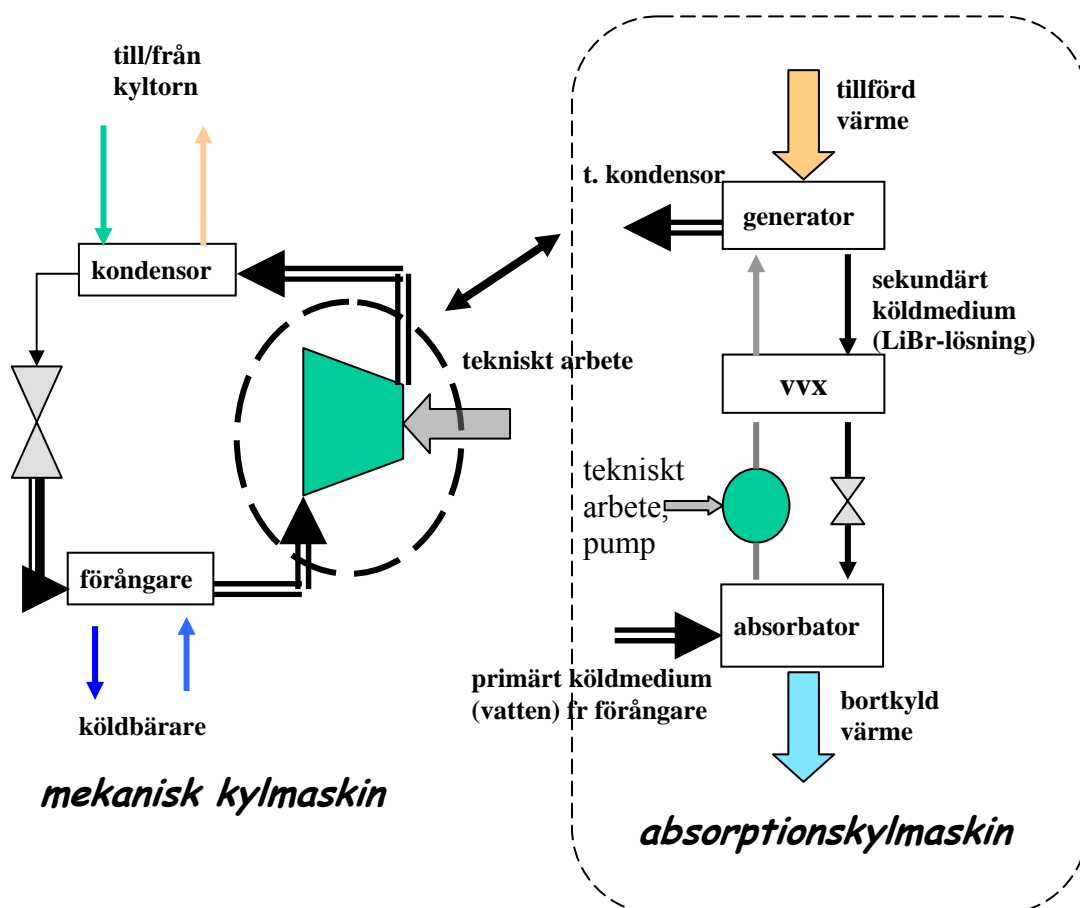 till/från
kyltorn
kondensor
förångare
köldbärare
mekanisk kylmaskin
tekniskt arbete
tillförd
värme
t. kondensor
generator
sekundärt
köldmedium
(LiBr-lösning)
vvx
tekniskt
arbete,
pump
absorbator
primärt köldmedium
(vatten) fr förångare
bortkyld
värme
absorptionskylmaskin